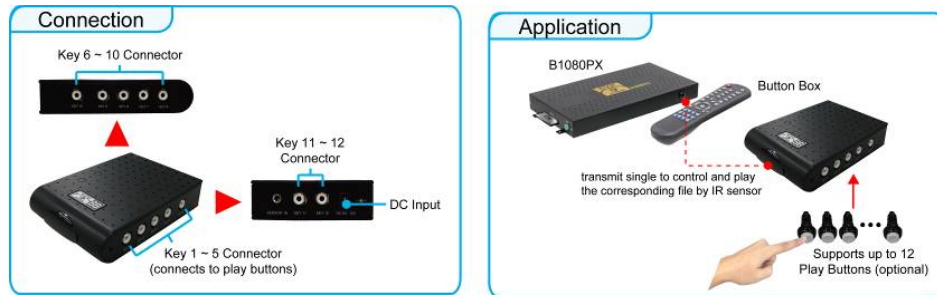 Connection
Key 6 ~ 10 Connector
Key 11 ~ 12
Connector
DC Input
Key 1 ~ 5 Connector
(connects to play buttons)
Application
B1080PX
Button Box
transmit single to control and play
the corresponding file by IR sensor
Supports up to 12
Play Buttons (optional)